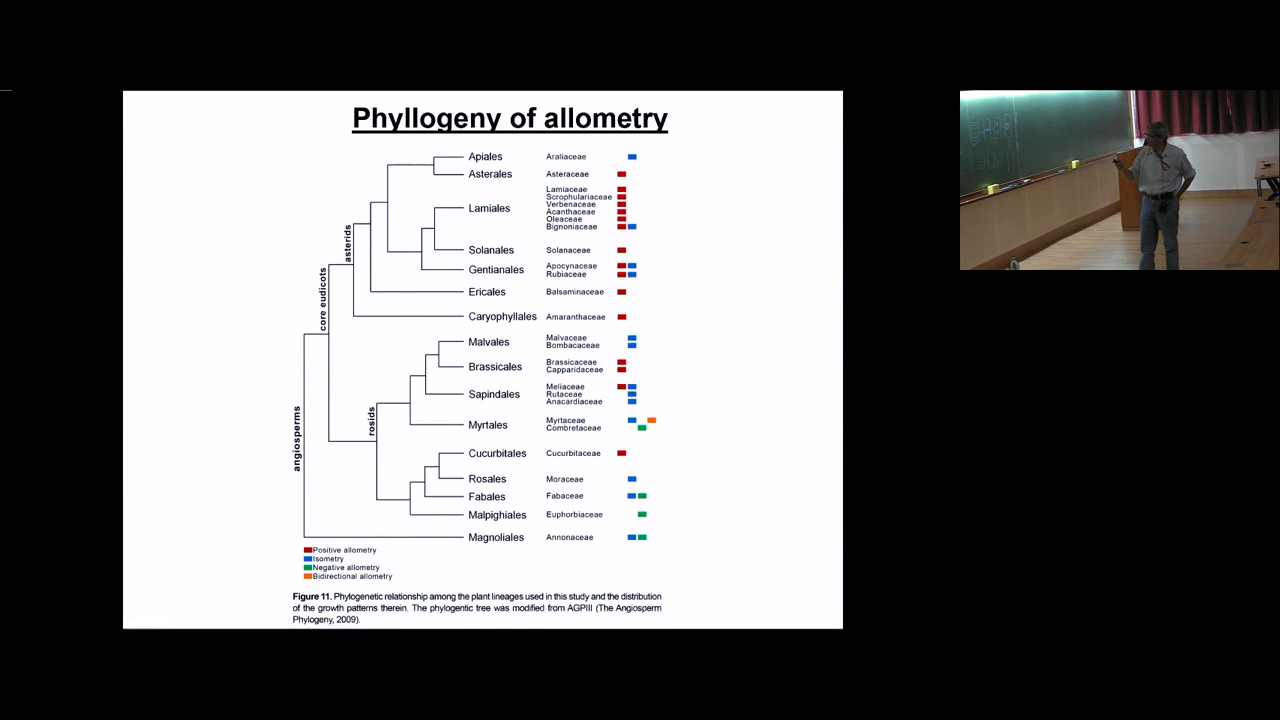 Phyllogeny of allometry
Apiales Araliaceae
Asterales Asteraceae
Lamiaceae
Scrophulariaceae
Verbenaceae
Lamiales Acanthaceae
Oleaceae
Bignoniaceae
asterids
Solanales Solanaceae
Apocynaceae
Gentianales Rubiaceae
Ericales Balsaminaceae
core eudicots
Caryophyllales Amaranthaceae
Malvales Malvaceae
Bombacaceae
Brassicaceae
Brassicales Capparidaceae
Meliaceae
Sapindales Rutaceae
Anacardiaceae
rosids
Myrtaceae
Myrtales Combretaceae
angiosperms
Cucurbitales Cucurbitaceae
Rosales Moraceae
Fabales Fabaceae
Malpighiales Euphorbiaceae
Magnoliales Annonaceae
Positive allometry
Isometry
Negative allometry
Bidirectional allometry
Figure 11. Phylogenetic relationship among the plant lineages used in this study and the distribution
of the growth patterns therein. The phylogentic tree was modified from AGPIII (The Angiosperm
Phylogeny, 2009).